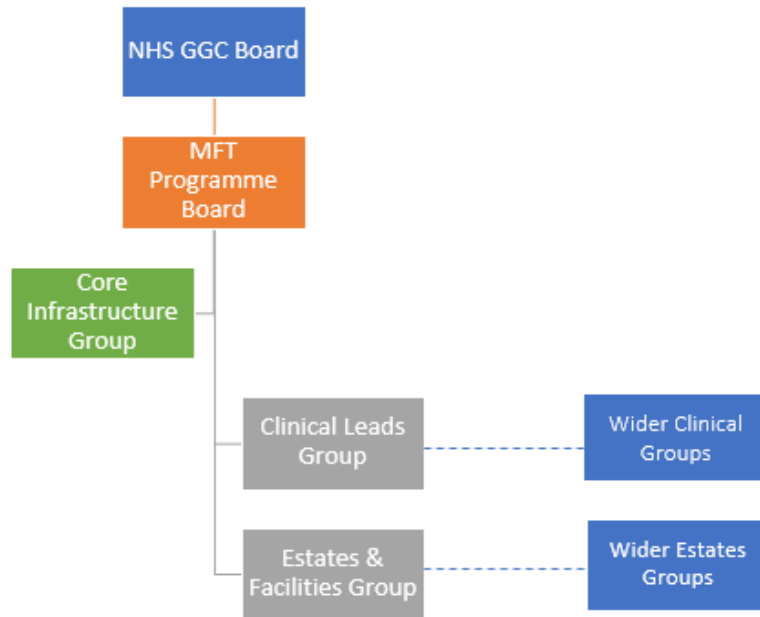 NHS GGC Board
MFT
Programme
Board
Core
Infrastructure
Group
Clinical Leads
Group
Wider Clinical
Groups
Estates &
Facilities Group
Wider Estates
Groups